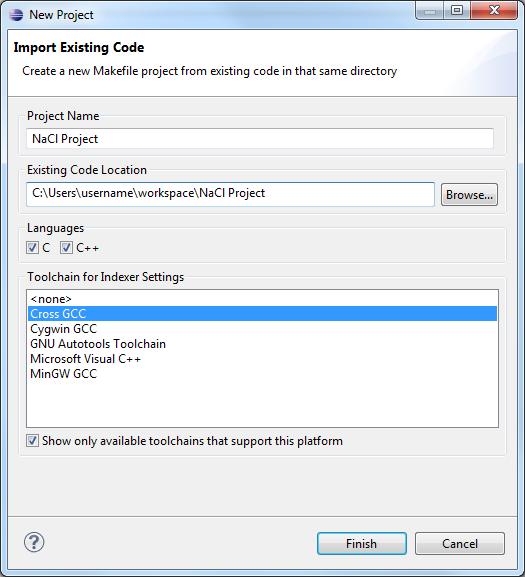 New Project
Import Existing Code
Create a new Makefile project from existing code in that same directory
Project Name
NaCl Project
Existing Code Location
C:\Users\username\workspace\NaCl Project
Browse...
Languages
C
C++
Toolchain for Indexer Settings
<none>
Cross GCC
Cygwin GCC
GNU Autotools Toolchain
Microsoft Visual C++
MinGW GCC
Show only available toolchains that support this platform
?
Finish
Cancel